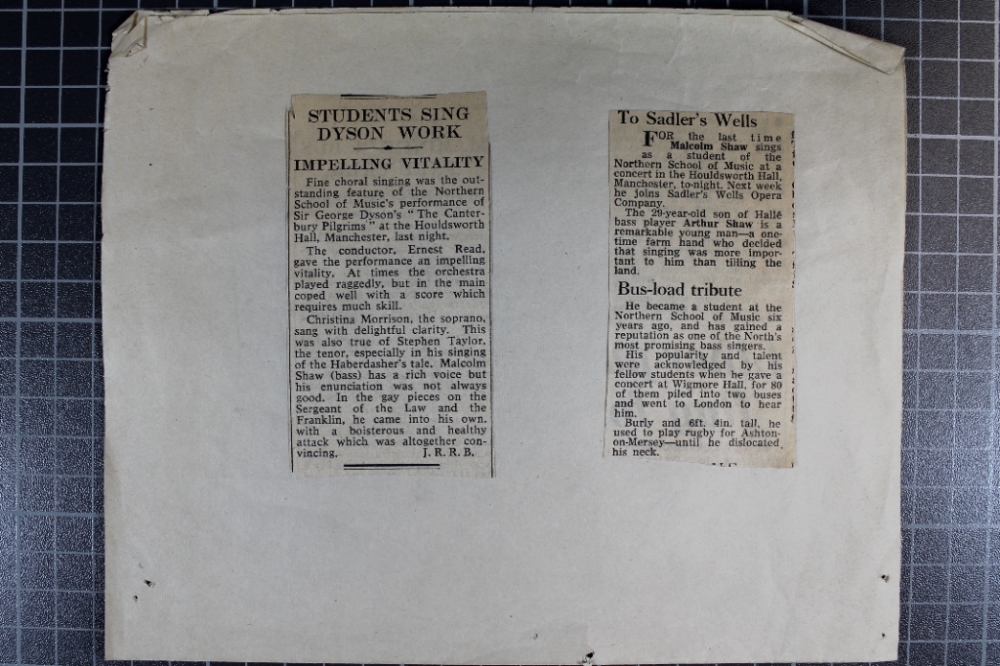 STUDENTS SING
DYSON WORK
IMPELLING VITALITY
Fine choral singing was the out-
standing feature of the Northern
School of Music's performance of
Sir George Dyson's "The Canter-
bury Pilgrims" at the Houldsworth
Hall, Manchester, last night.
The conductor, Ernest Read,
gave the performance an impelling
vitality. At times the orchestra
played raggedly, but in the main
coped well with a score which
requires much skill.
Christina Morrison, the soprano,
sang with delightful clarity. This
was also true of Stephen Taylor,
the tenor, especially in his singing
of the Haberdasher's tale. Malcolm
Shaw (bass) has a rich voice but
his enunciation was not always
good. In the gay pieces on the
Sergeant of the Law and the
Franklin, he came into his own,
with a boisterous and healthy
attack which was altogether con-
vincing. J. R. R. B.
To Sadler's Wells
FOR the last time
Malcolm Shaw sings
as a student of the
Northern School of Music at a
concert in the Houldsworth Hall,
Manchester, to-night. Next week
he joins Sadler's Wells Opera
Company.
The 29-year-old son of Hallé
bass player Arthur Shaw is a
remarkable young man—a one-
time farm hand who decided
that singing was more impor-
tant to him than tilling the
land.
Bus-load tribute
He became a student at the
Northern School of Music six
years ago, and has gained a
reputation as one of the North's
most promising bass singers.
His popularity and talent
were acknowledged by his
fellow students when he gave a
concert at Wigmore Hall, for 80
of them piled into two buses
and went to London to hear
him.
Burly and 6ft. 4in. tall, he
used to play rugby for Ashton-
on-Mersey—until he dislocated
his neck.